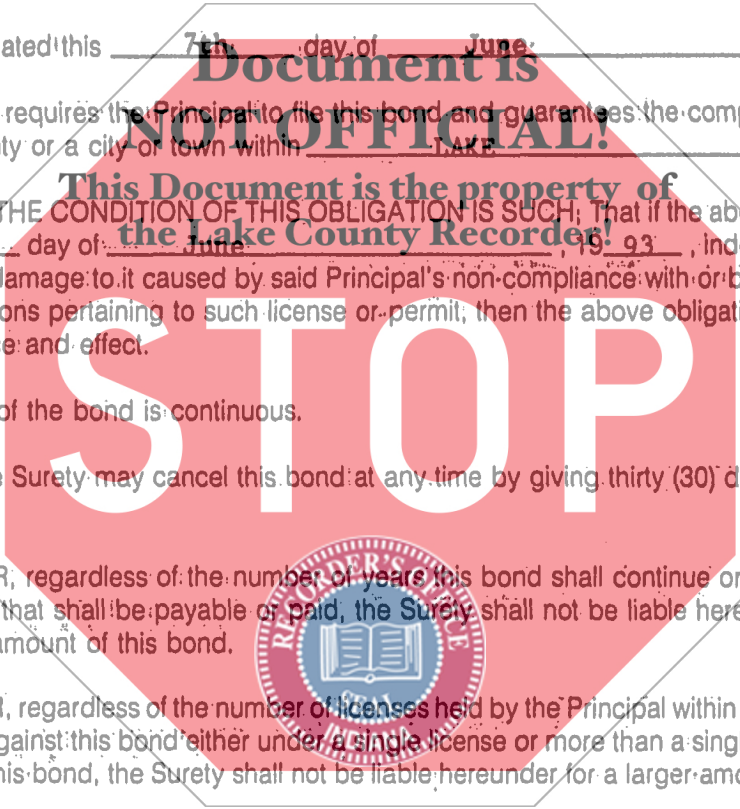 ated this 7th day of June
Document is
requires the Principal to file this bond and guarantees the comp
NOT OFFICIAL!
ty or a city or town within LAKE
This Document is the property of
THE CONDITION OF THIS OBLIGATION IS SUCH, That if the ab
the Lake County Recorder!
day of June, 19 93, ind
damage to it caused by said Principal's non-compliance with or b
ons pertaining to such license or permit, then the above obligati
e and effect.
STOP
of the bond is continuous.
e Surety may cancel this bond at any time by giving thirty (30) d
R, regardless of the number of years this bond shall continue or
that shall be payable or paid, the Surety shall not be liable here
amount of this bond.
RECORDER'S OFFICE
SEAL
INDIANA
R, regardless of the number of licenses held by the Principal within
gainst this bond either under a single license or more than a sing
his bond, the Surety shall not be liable hereunder for a larger amo